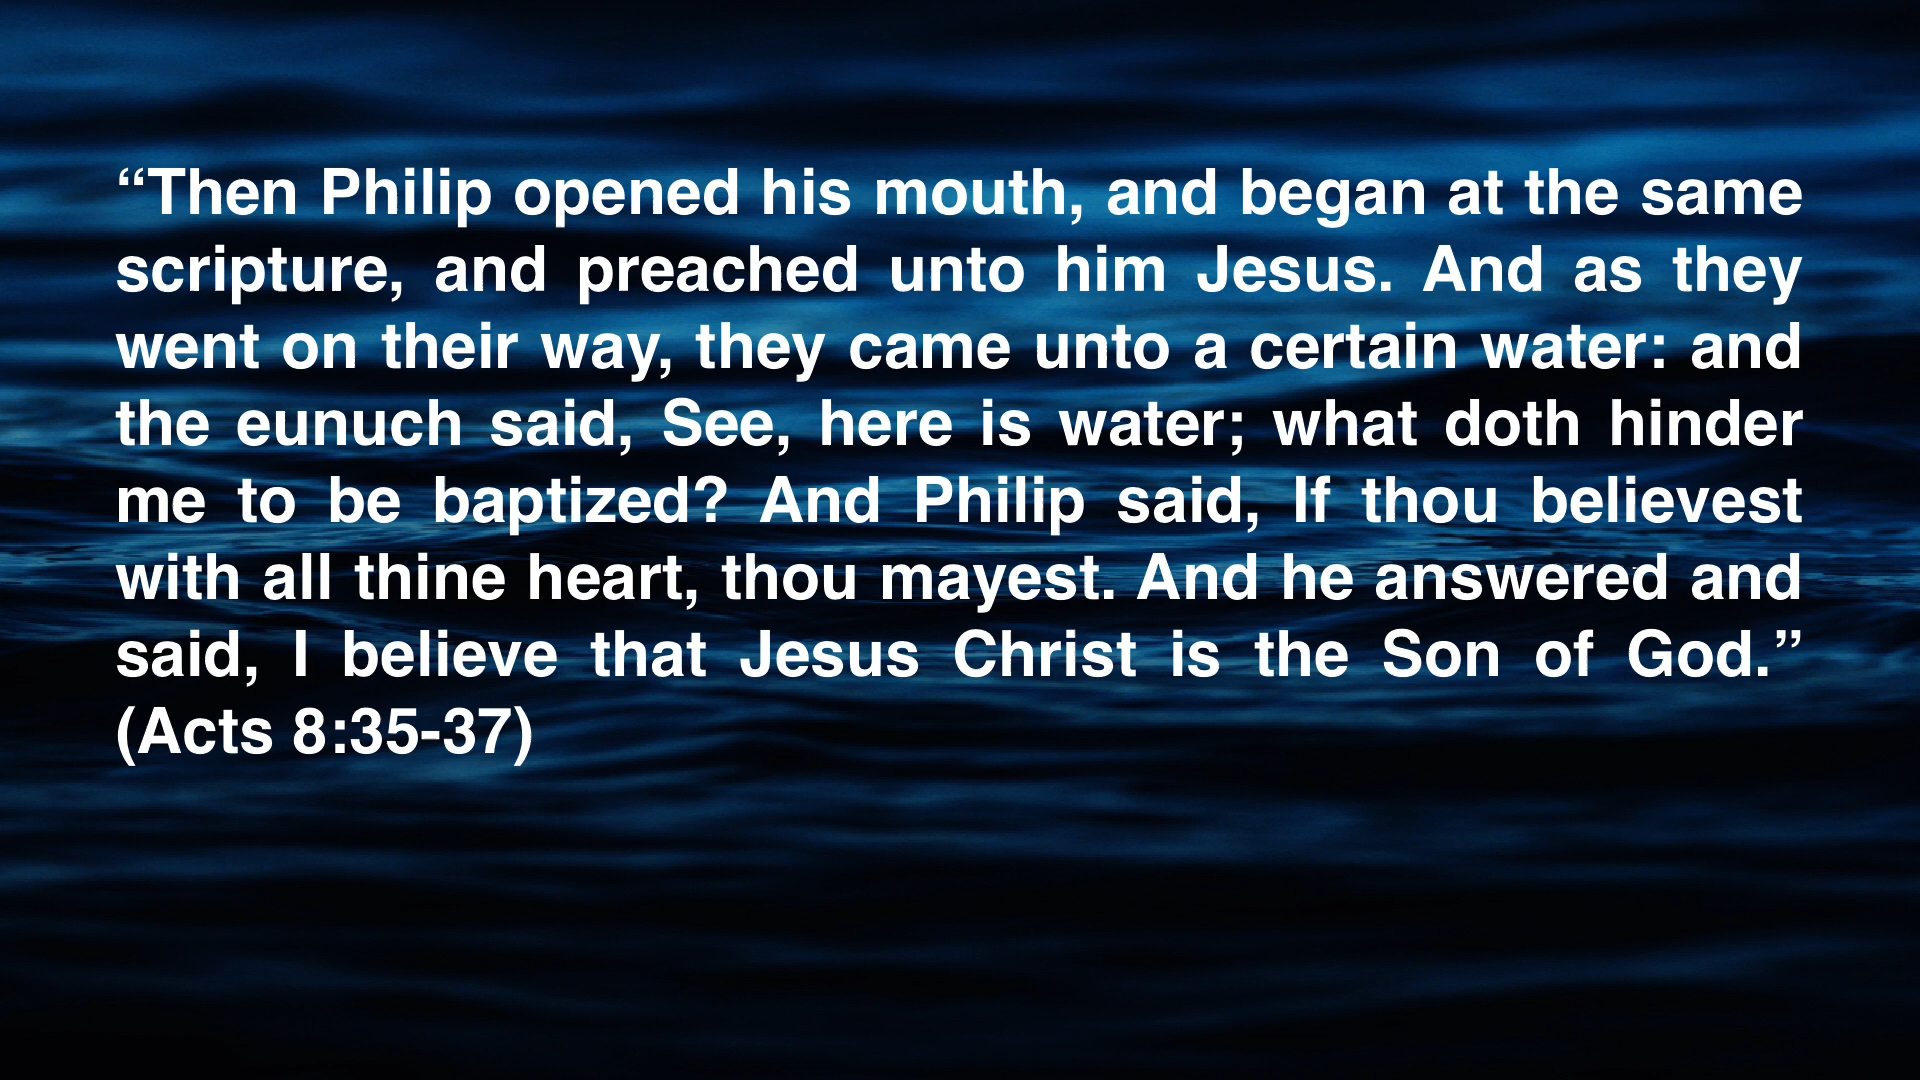 “Then Philip opened his mouth, and began at the same
scripture, and preached unto him Jesus. And as they
went on their way, they came unto a certain water: and
the eunuch said, See, here is water; what doth hinder
me to be baptized? And Philip said, If thou believest
with all thine heart, thou mayest. And he answered and
said, I believe that Jesus Christ is the Son of God.”
(Acts 8:35-37)